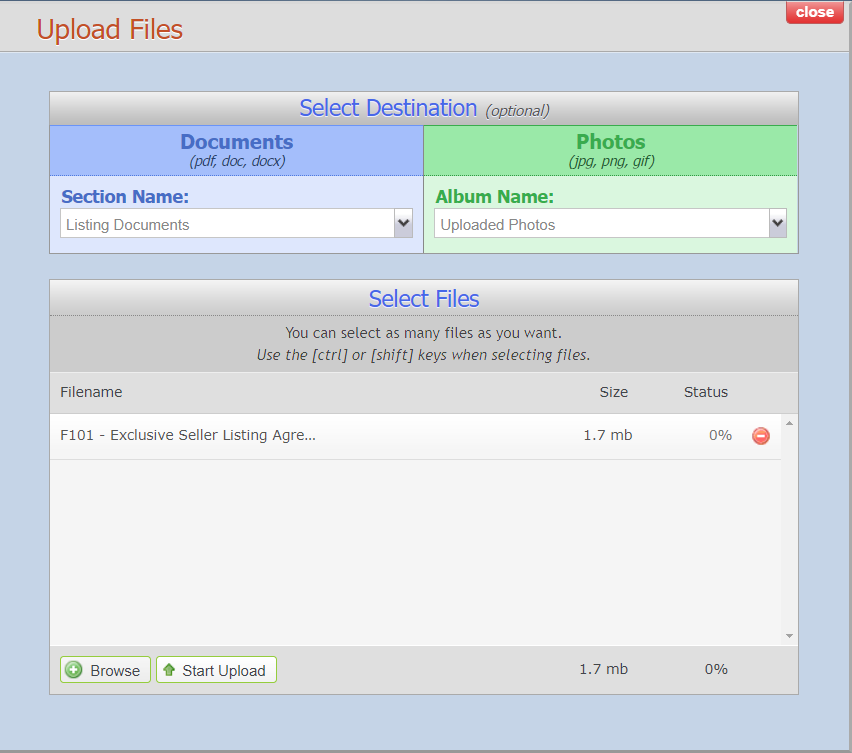 close
Upload Files
Select Destination (optional)
Documents
(pdf, doc, docx)
Photos
(jpg, png, gif)
Section Name:
Listing Documents
Album Name:
Uploaded Photos
Select Files
You can select as many files as you want.
Use the [ctrl] or [shift] keys when selecting files.
Filename Size Status
F101 - Exclusive Seller Listing Agre... 1.7 mb 0%
Browse Start Upload 1.7 mb 0%